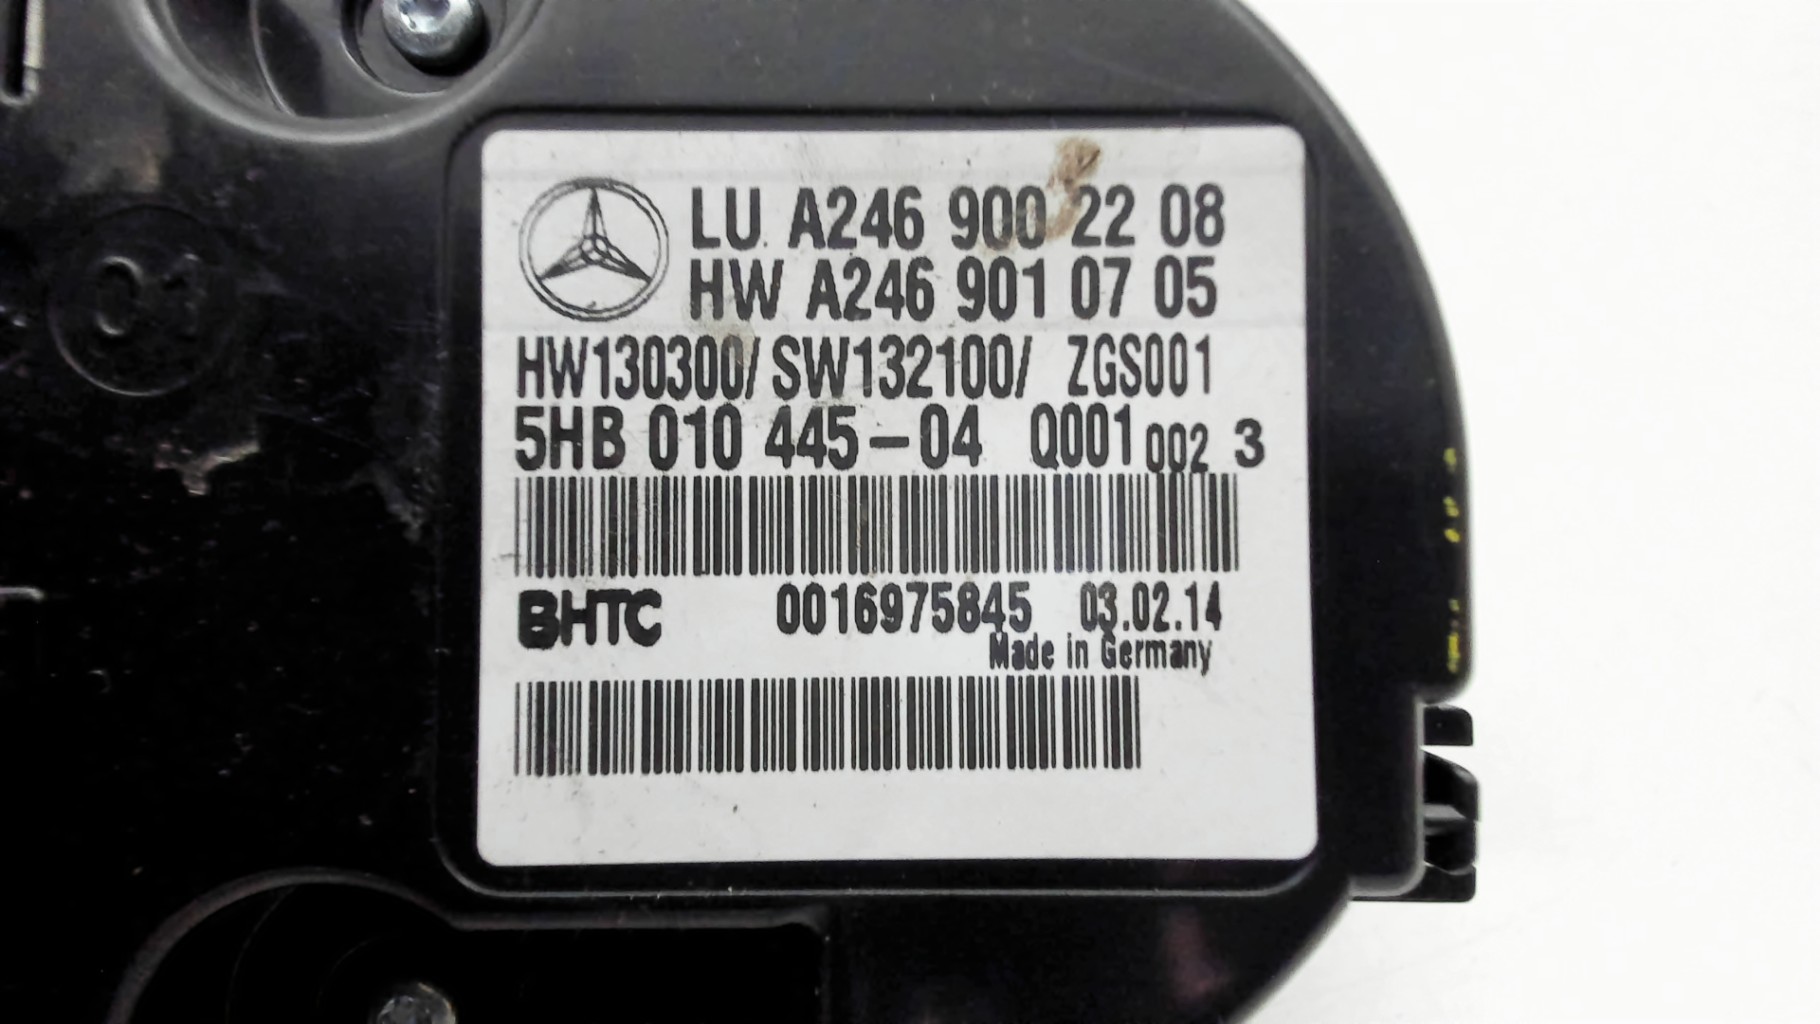 01
LU A246 900 22 08
HW A246 901 07 05
HW130300/ SW132100/ ZGS001
5HB 010 445-04 Q001 002 3
BHTC 0016975845 03.02.14
Made in Germany